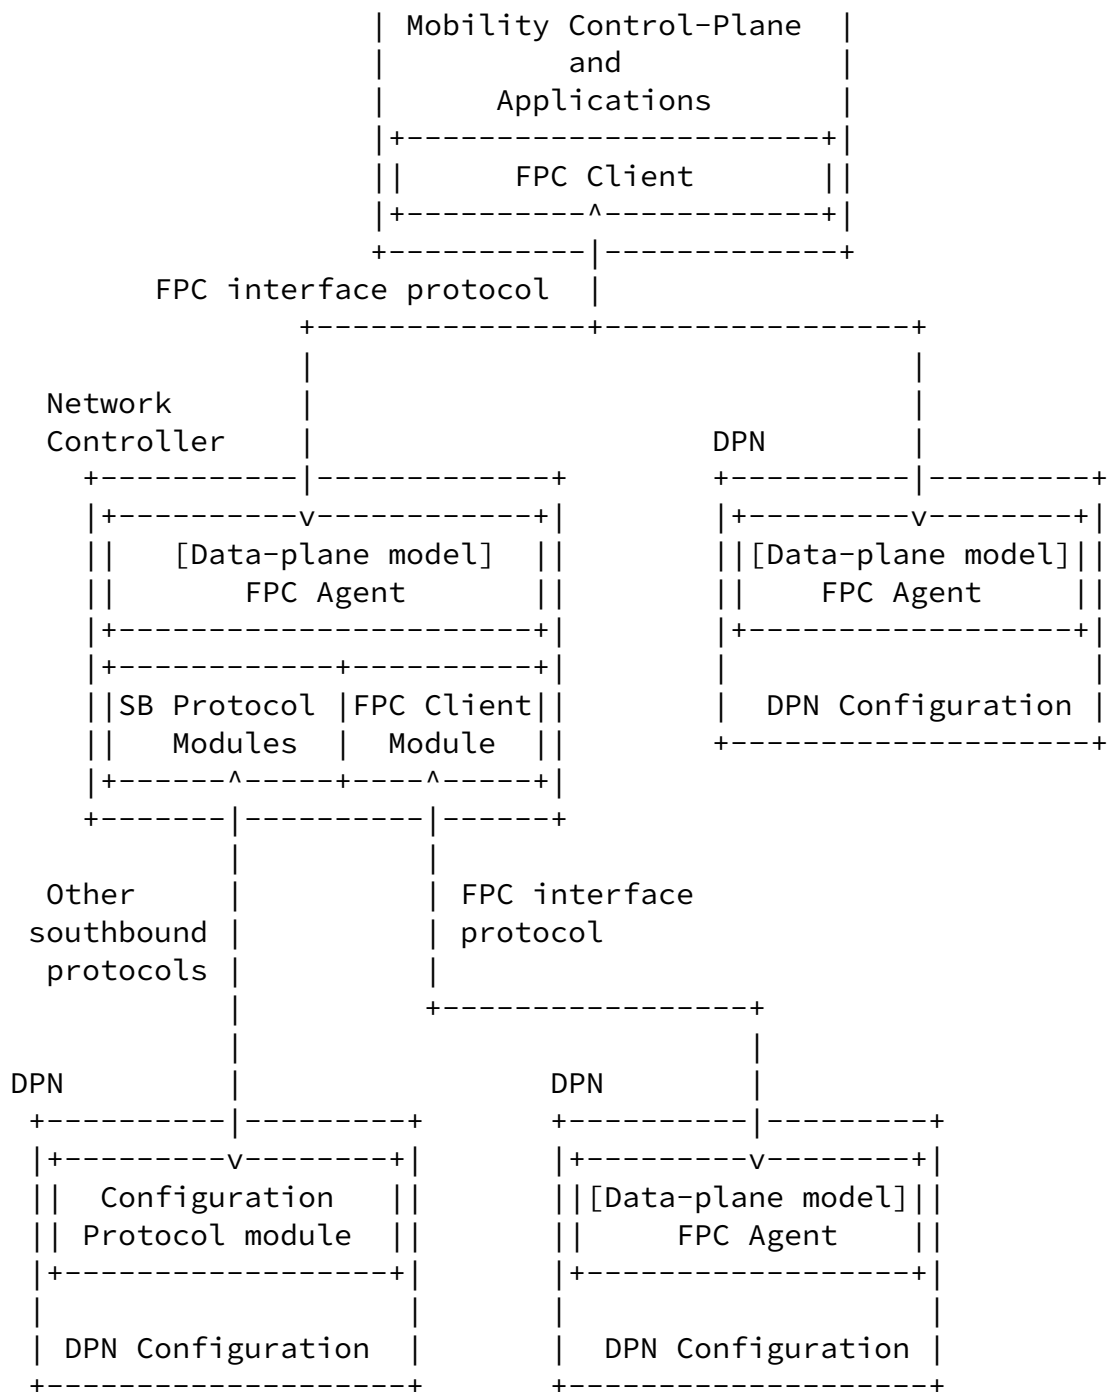 Mobility Control-Plane
and
Applications
FPC Client
FPC interface protocol
Network
Controller
DPN
[Data-plane model]
FPC Agent
[Data-plane model]
FPC Agent
SB Protocol
Modules
FPC Client
Module
DPN Configuration
Other
southbound
protocols
FPC interface
protocol
DPN
DPN
Configuration
Protocol module
[Data-plane model]
FPC Agent
DPN Configuration
DPN Configuration